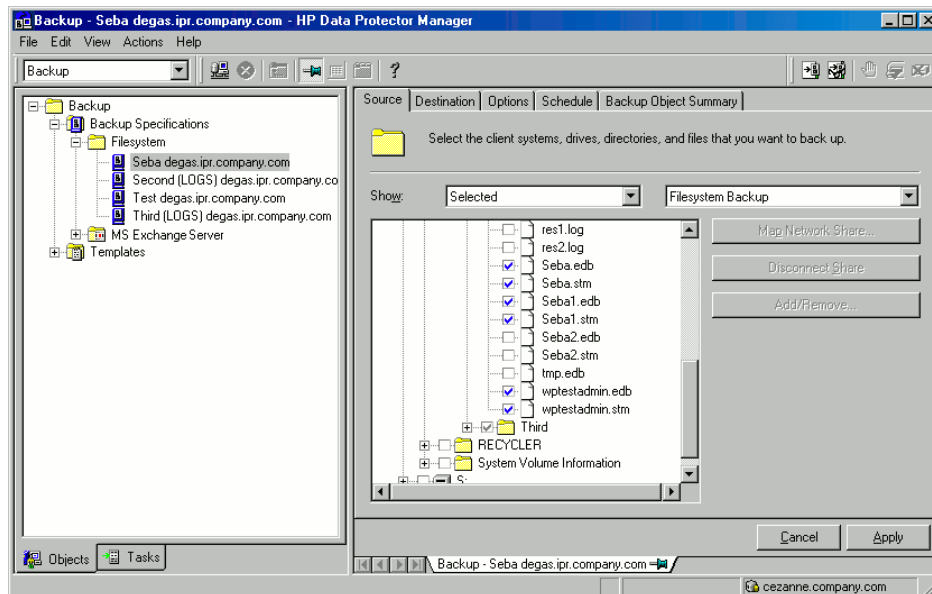 Backup - Seba degas.ipr.company.com - HP Data Protector Manager
File Edit View Actions Help
Backup
?
Backup
Backup Specifications
Filesystem
Seba degas.ipr.company.com
Second (LOGS) degas.ipr.company.co
Test degas.ipr.company.com
Third (LOGS) degas.ipr.company.com
MS Exchange Server
Templates
Objects
Tasks
Source Destination Options Schedule Backup Object Summary
Select the client systems, drives, directories, and files that you want to back up.
Show: Selected Filesystem Backup
res1.log
res2.log
Seba.edb
Seba.stm
Seba1.edb
Seba1.stm
Seba2.edb
Seba2.stm
tmp.edb
wptestadmin.edb
wptestadmin.stm
Third
RECYCLER
System Volume Information
S:
Map Network Share...
Disconnect Share
Add/Remove...
Cancel Apply
Backup - Seba degas.ipr.company.com
cezanne.company.com